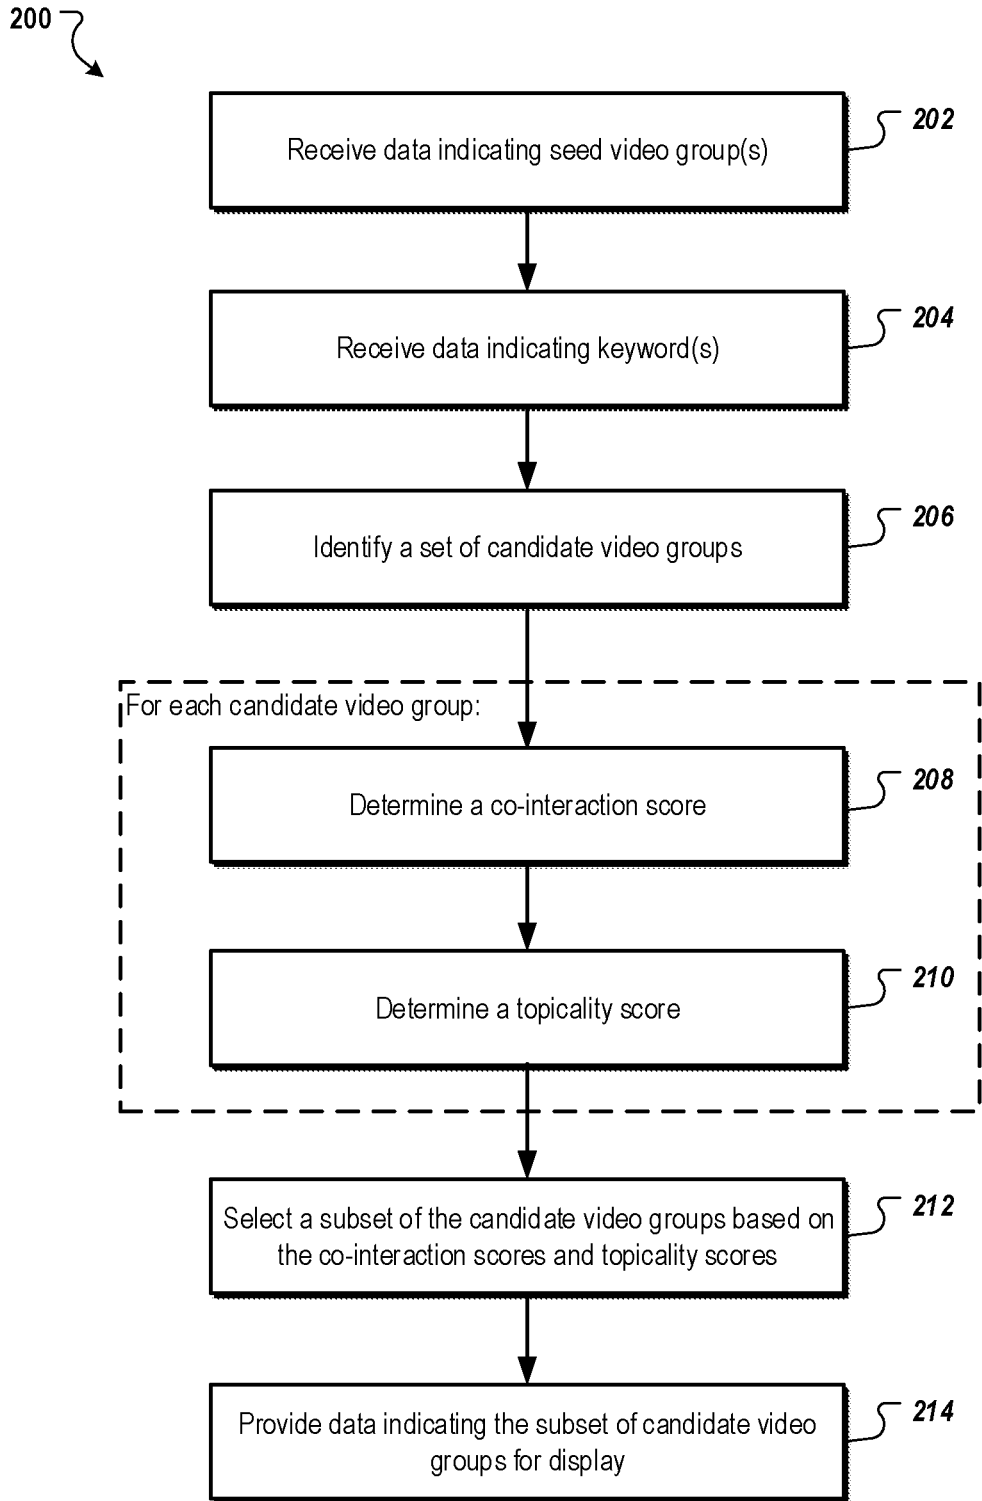 200
Receive data indicating seed video group(s)
202
Receive data indicating keyword(s)
204
Identify a set of candidate video groups
206
For each candidate video group:
Determine a co-interaction score
208
Determine a topicality score
210
Select a subset of the candidate video groups based on
the co-interaction scores and topicality scores
212
Provide data indicating the subset of candidate video
groups for display
214